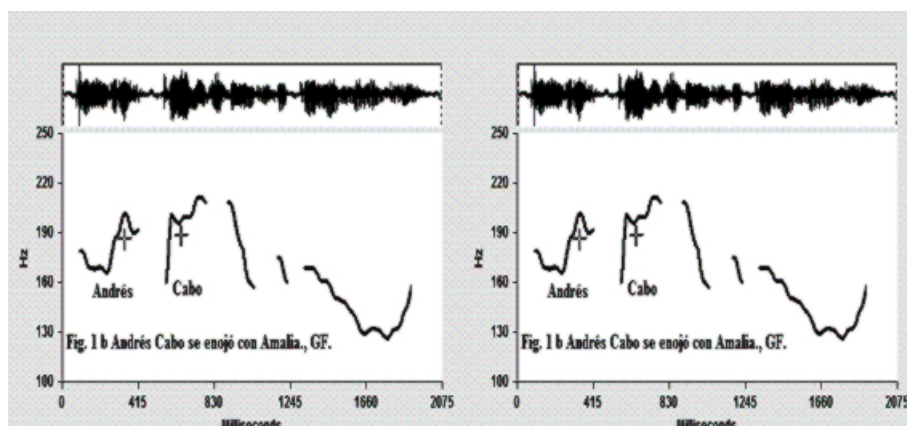 250
220
190
160
130
100
Hz
Andrés
Cabo
Fig. 1 b Andrés Cabo se enojó con Amalia., GF.
0 415 830 1245 1660 2075
Milliseconds
250
220
190
160
130
100
Hz
Andrés
Cabo
Fig. 1 b Andrés Cabo se enojó con Amalia., GF.
0 415 830 1245 1660 2075
Milliseconds